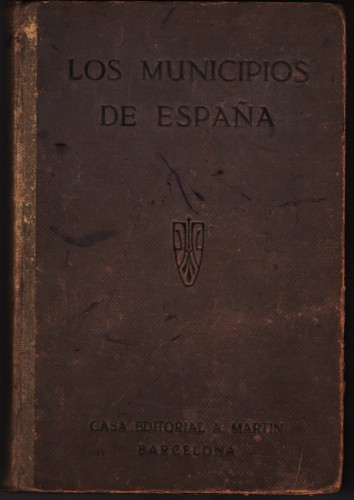 LOS MUNICIPIOS
DE ESPAÑA
CASA EDITORIAL A. MARTIN
BARCELONA